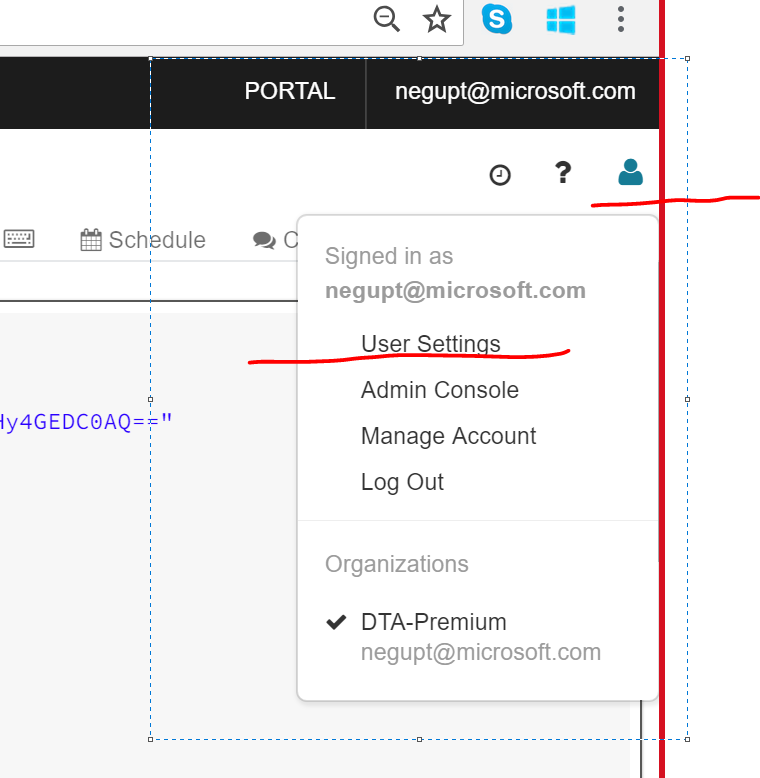 PORTAL negupt@microsoft.com
?
Schedule C
Signed in as
negupt@microsoft.com
User Settings
Hy4GEDC0AQ=="
Admin Console
Manage Account
Log Out
Organizations
DTA-Premium
negupt@microsoft.com